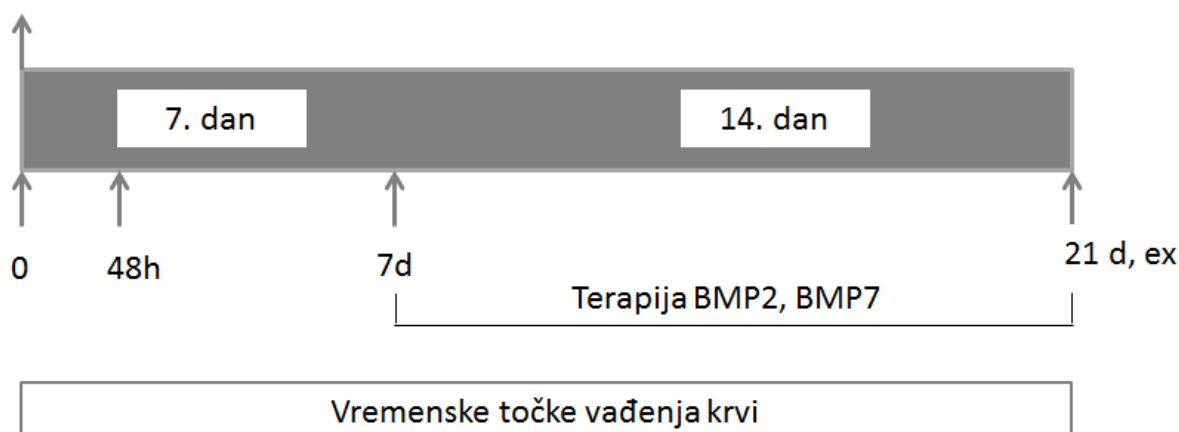 7. dan
14. dan
0
48h
7d
21 d, ex
Terapija BMP2, BMP7
Vremenske točke vađenja krvi